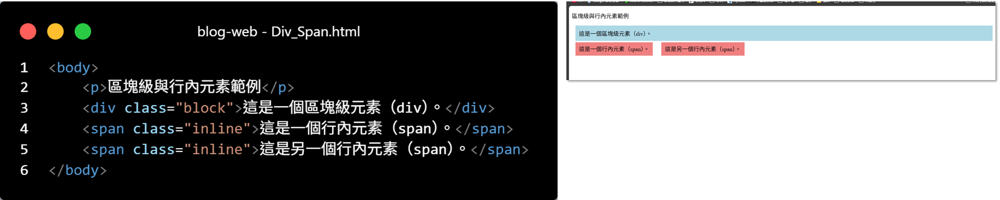 blog-web - Div_Span.html
1 <body>
2 <p>區塊級與行內元素範例</p>
3 <div class="block">這是一個區塊級元素（div）。</div>
4 <span class="inline">這是一個行內元素（span）。</span>
5 <span class="inline">這是另一個行內元素（span）。</span>
6 </body>
區塊級與行內元素範例
這是一個區塊級元素（div）。
這是一個行內元素（span）。 這是另一個行內元素（span）。